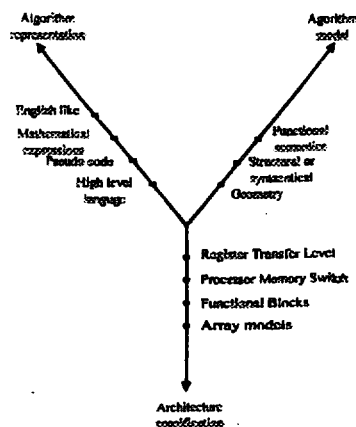 Algorithm
representation
Agorithm
model
English like
Mathematical
expressions
Pseudo code
High level
language
Functional
semantics
Structural or
syntactical
Geometry
Register Transfer Level
Processor Memory Switch
Functional Blocks
Array models
Architecture
specification